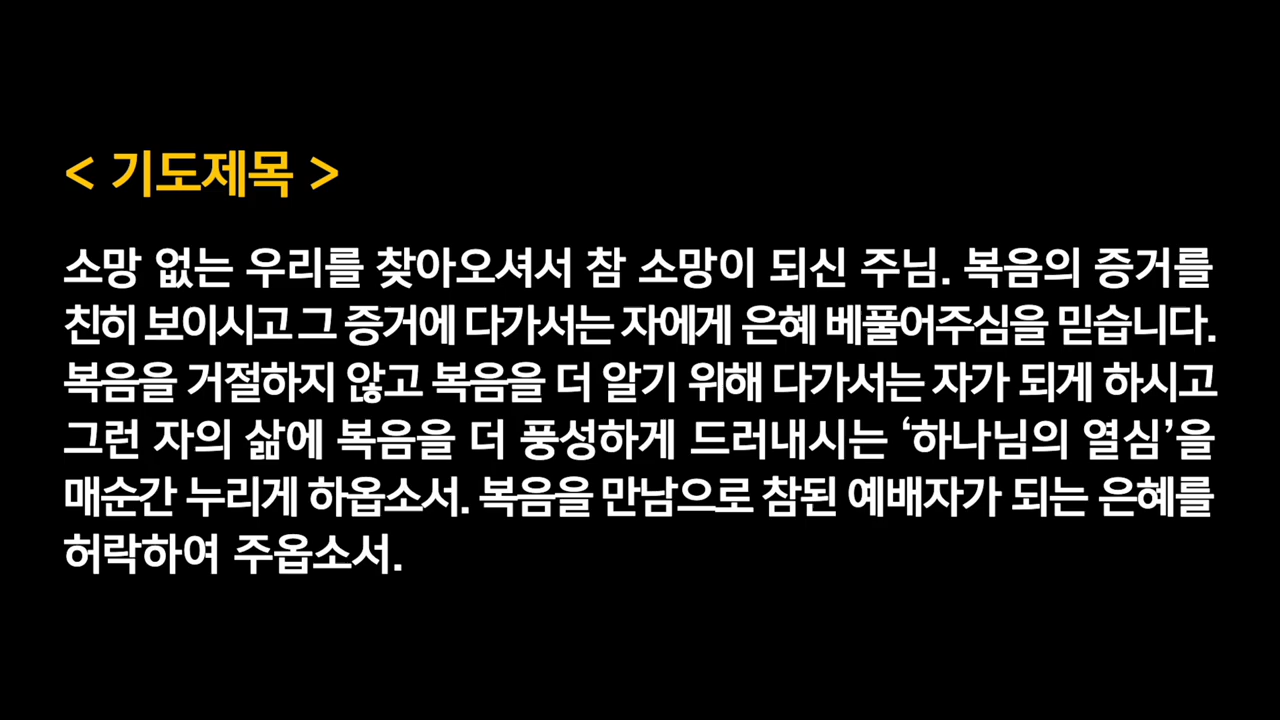 < 기도제목 >
소망 없는 우리를 찾아오셔서 참 소망이 되신 주님. 복음의 증거를
친히 보이시고 그 증거에 다가서는 자에게 은혜 베풀어주심을 믿습니다.
복음을 거절하지 않고 복음을 더 알기 위해 다가서는 자가 되게 하시고
그런 자의 삶에 복음을 더 풍성하게 드러내시는 ‘하나님의 열심’을
매순간 누리게 하옵소서. 복음을 만남으로 참된 예배자가 되는 은혜를
허락하여 주옵소서.